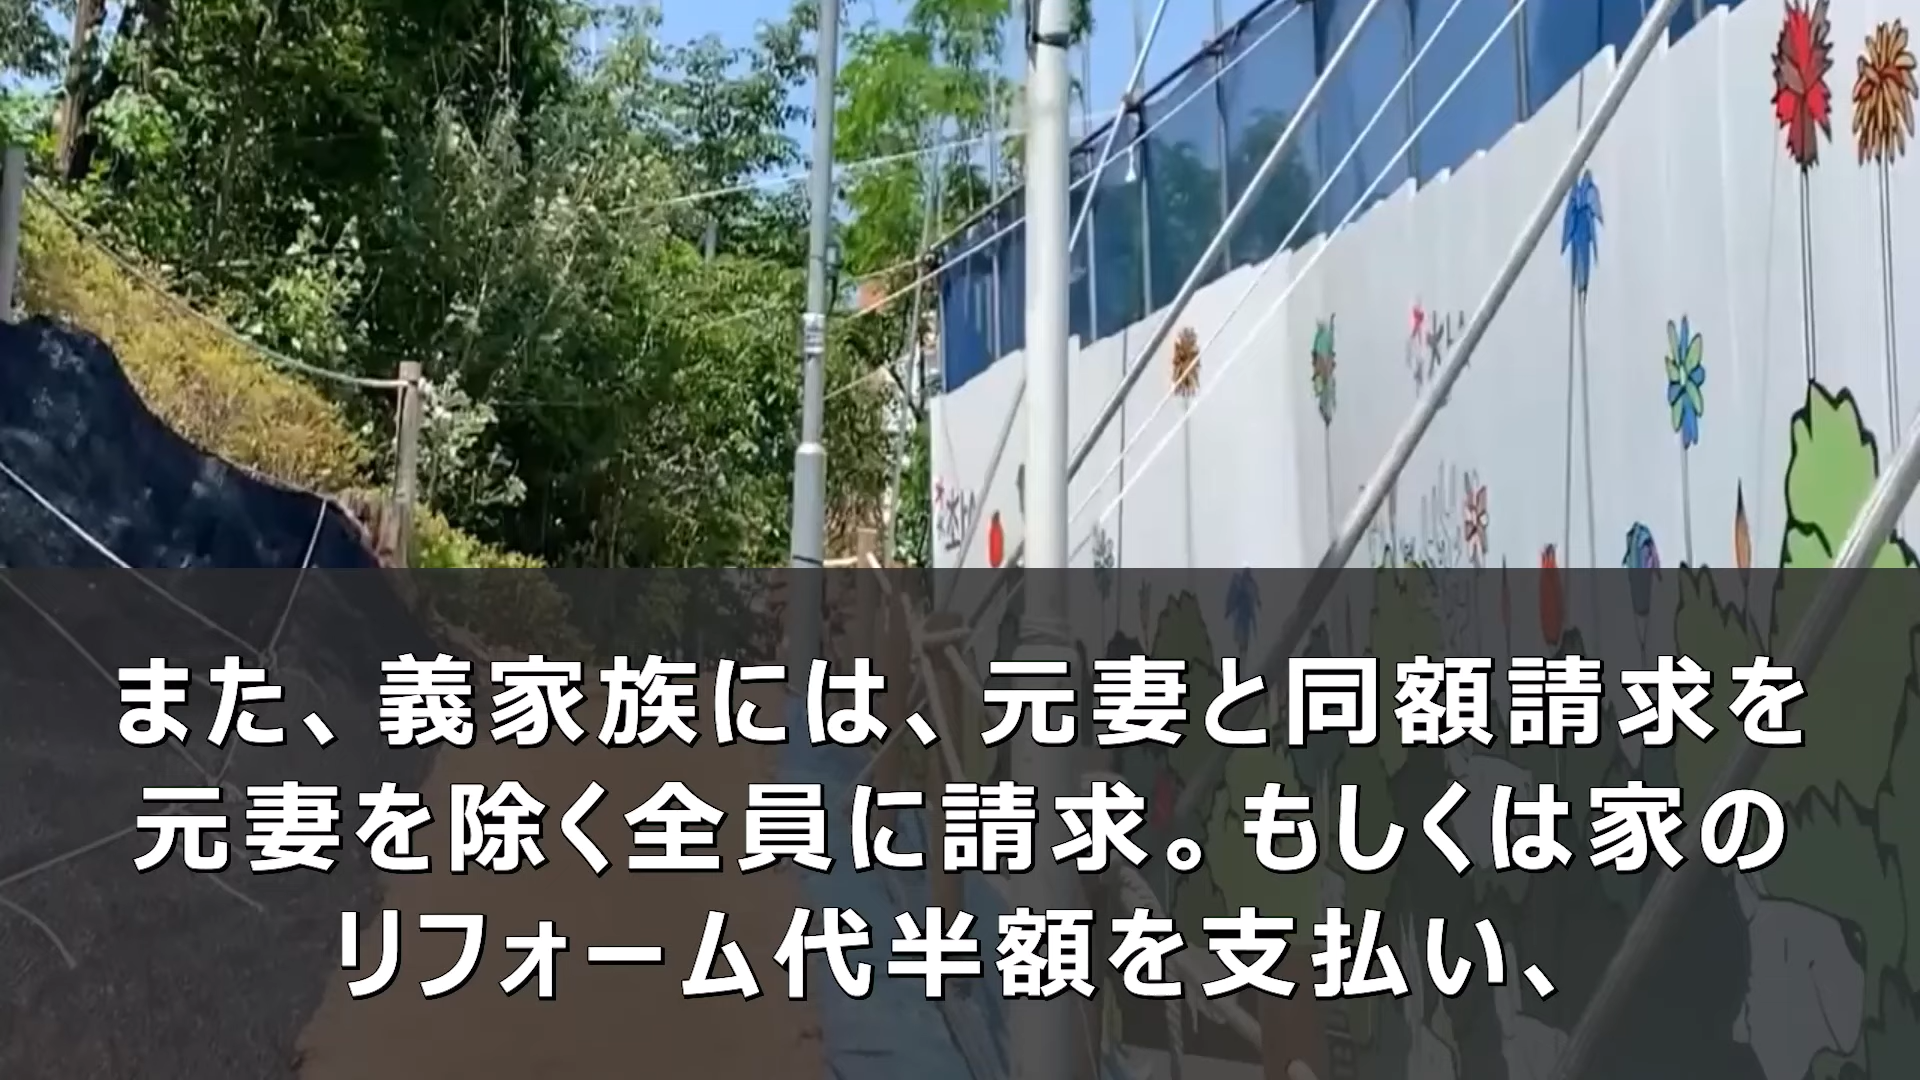 また、義家族には、元妻と同額請求を
元妻を除く全員に請求。もしくは家の
リフォーム代半額を支払い、